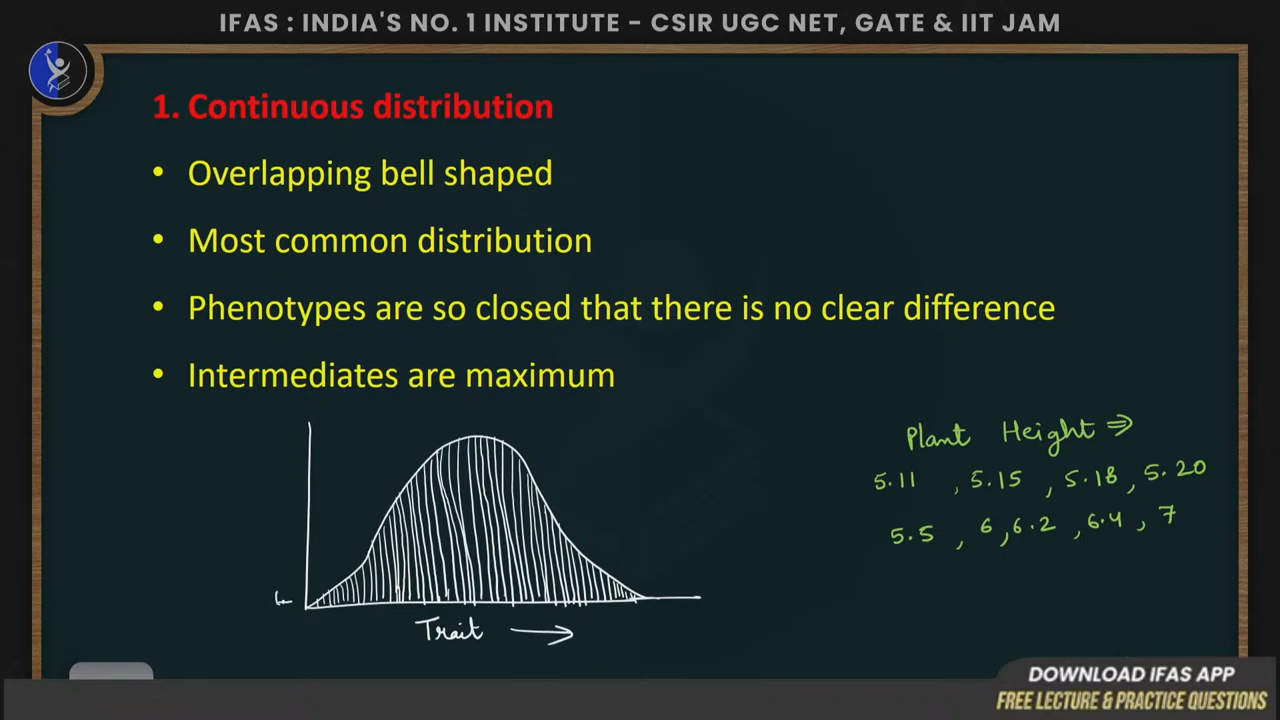 IFAS : INDIA'S NO. 1 INSTITUTE - CSIR UGC NET, GATE & IIT JAM
1. Continuous distribution
• Overlapping bell shaped
• Most common distribution
• Phenotypes are so closed that there is no clear difference
• Intermediates are maximum
Plant Height ⇒
5.11 , 5.15 , 5.18 , 5.20
5.5 , 6 , 6.2 , 6.4 , 7
Trait →
DOWNLOAD IFAS APP
FREE LECTURE & PRACTICE QUESTIONS